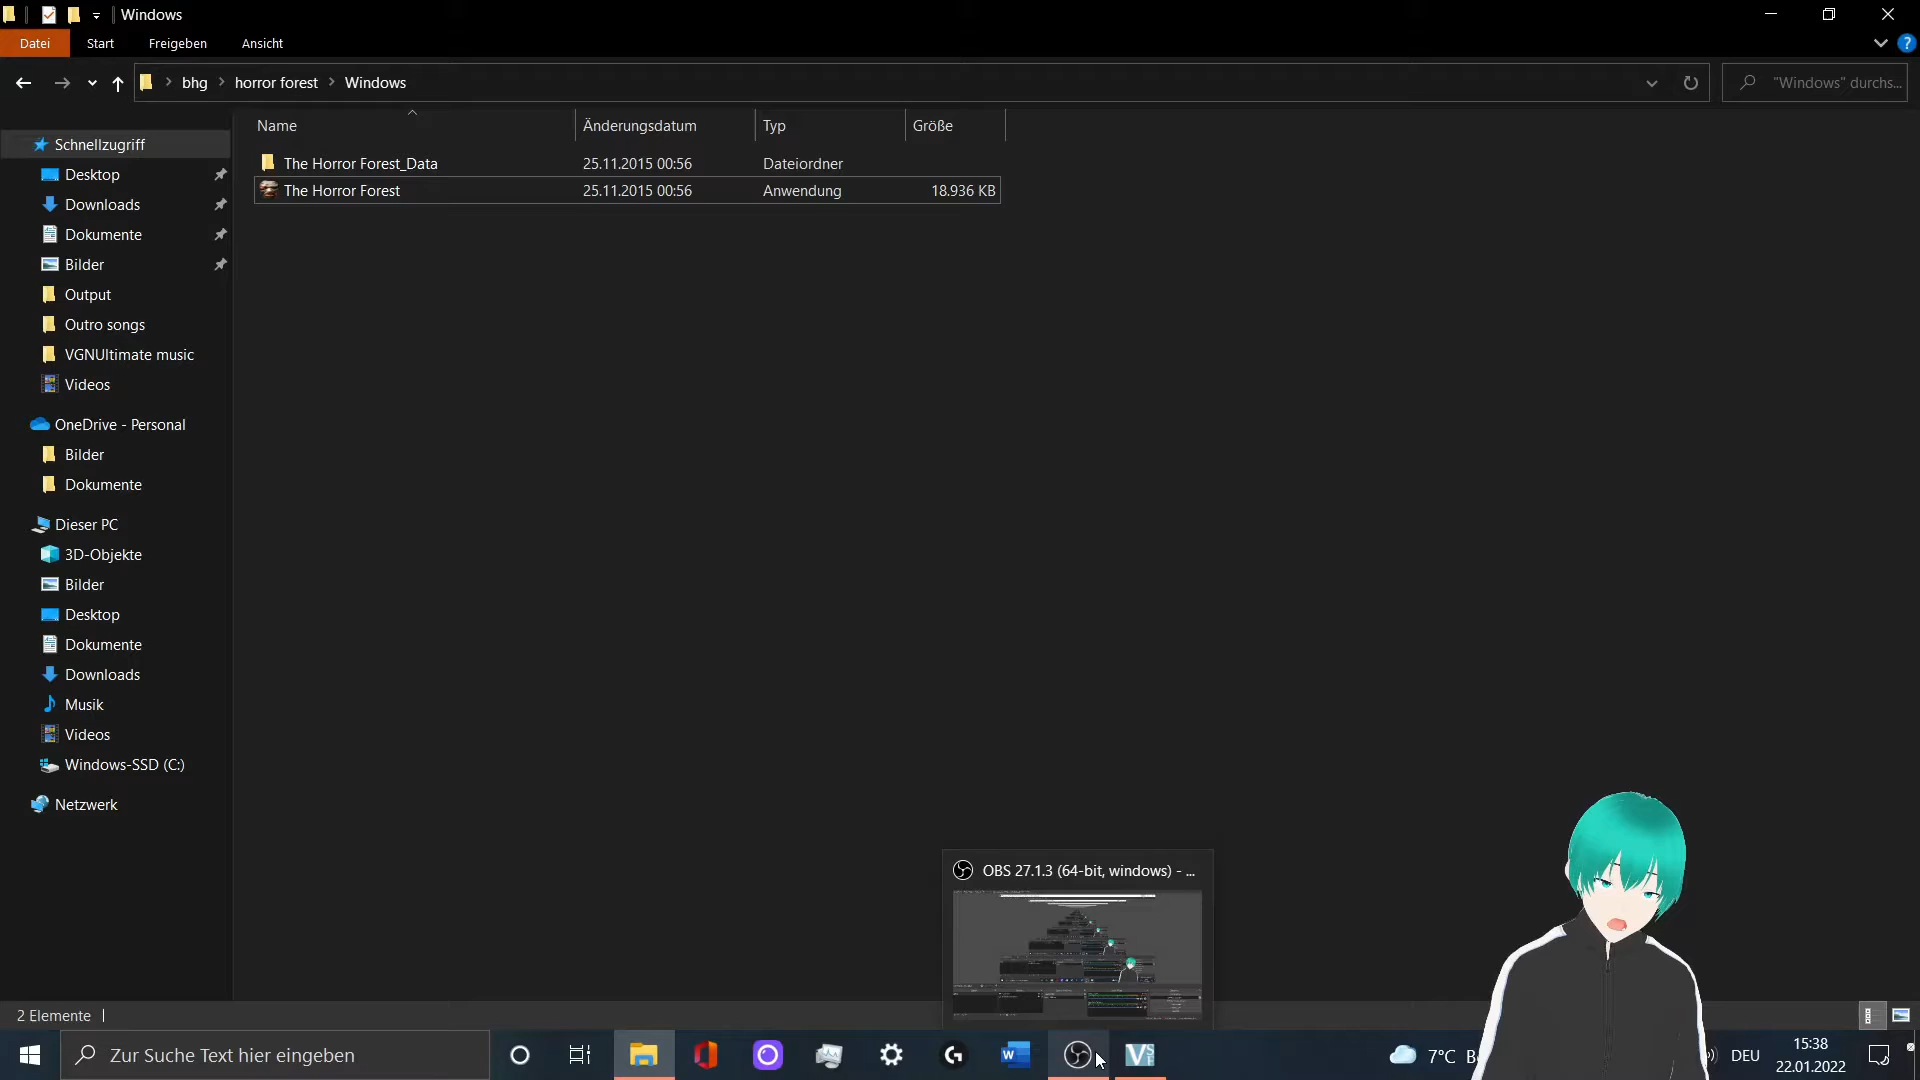 Windows
Datei
Start
Freigeben
Ansicht
bhg
horror forest
Windows
"Windows" durchs...
Name
Änderungsdatum
Typ
Größe
The Horror Forest_Data
25.11.2015 00:56
Dateiordner
The Horror Forest
25.11.2015 00:56
Anwendung
18.936 KB
Schnellzugriff
Desktop
Downloads
Dokumente
Bilder
Output
Outro songs
VGNUltimate music
Videos
OneDrive - Personal
Bilder
Dokumente
Dieser PC
3D-Objekte
Bilder
Desktop
Dokumente
Downloads
Musik
Videos
Windows-SSD (C:)
Netzwerk
OBS 27.1.3 (64-bit, windows) - ...
2 Elemente
Zur Suche Text hier eingeben
7°C
DEU
15:38
22.01.2022